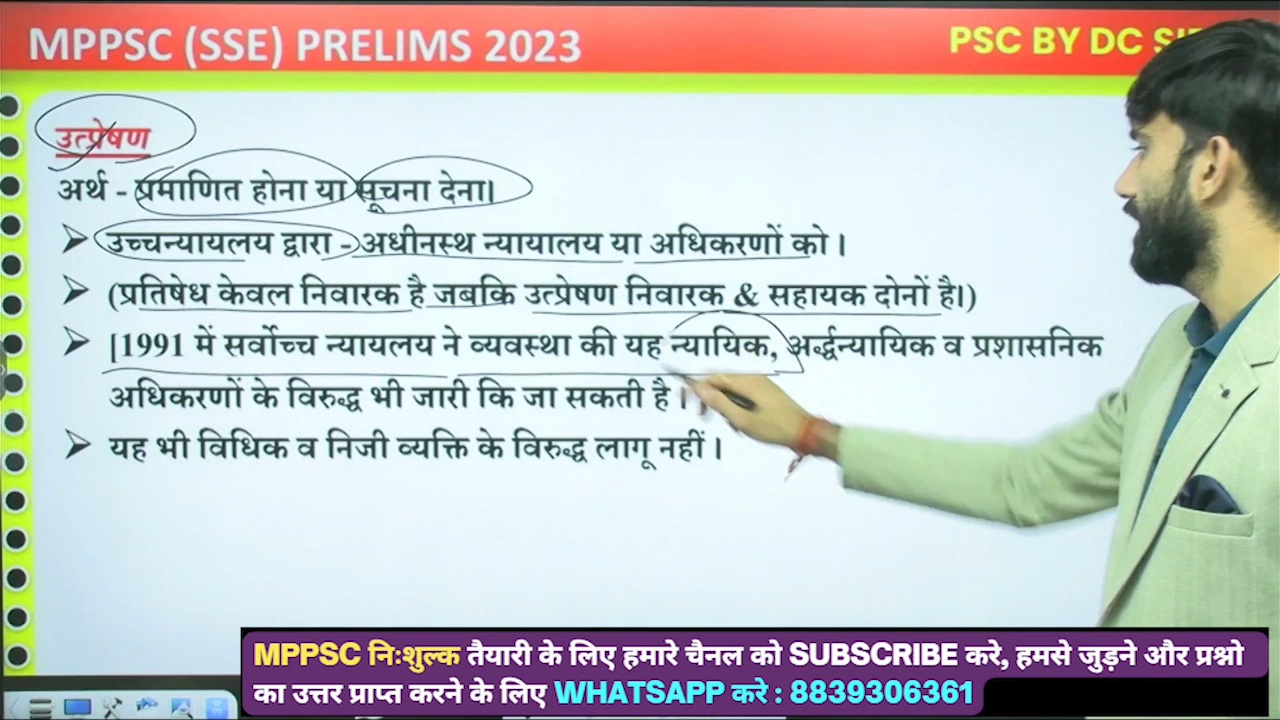 MPPSC (SSE) PRELIMS 2023
PSC BY DC
उत्प्रेषण
अर्थ - प्रमाणित होना या सूचना देना।
➤ उच्चन्यायलय द्वारा - अधीनस्थ न्यायालय या अधिकरणों को।
➤ (प्रतिषेध केवल निवारक है जबकि उत्प्रेषण निवारक & सहायक दोनों है।)
➤ [1991 में सर्वोच्च न्यायलय ने व्यवस्था की यह न्यायिक, अर्द्धन्यायिक व प्रशासनिक
अधिकरणों के विरुद्ध भी जारी कि जा सकती है।
➤ यह भी विधिक व निजी व्यक्ति के विरुद्ध लागू नहीं।
MPPSC निःशुल्क तैयारी के लिए हमारे चैनल को SUBSCRIBE करे, हमसे जुड़ने और प्रश्नो
का उत्तर प्राप्त करने के लिए WHATSAPP करे : 8839306361